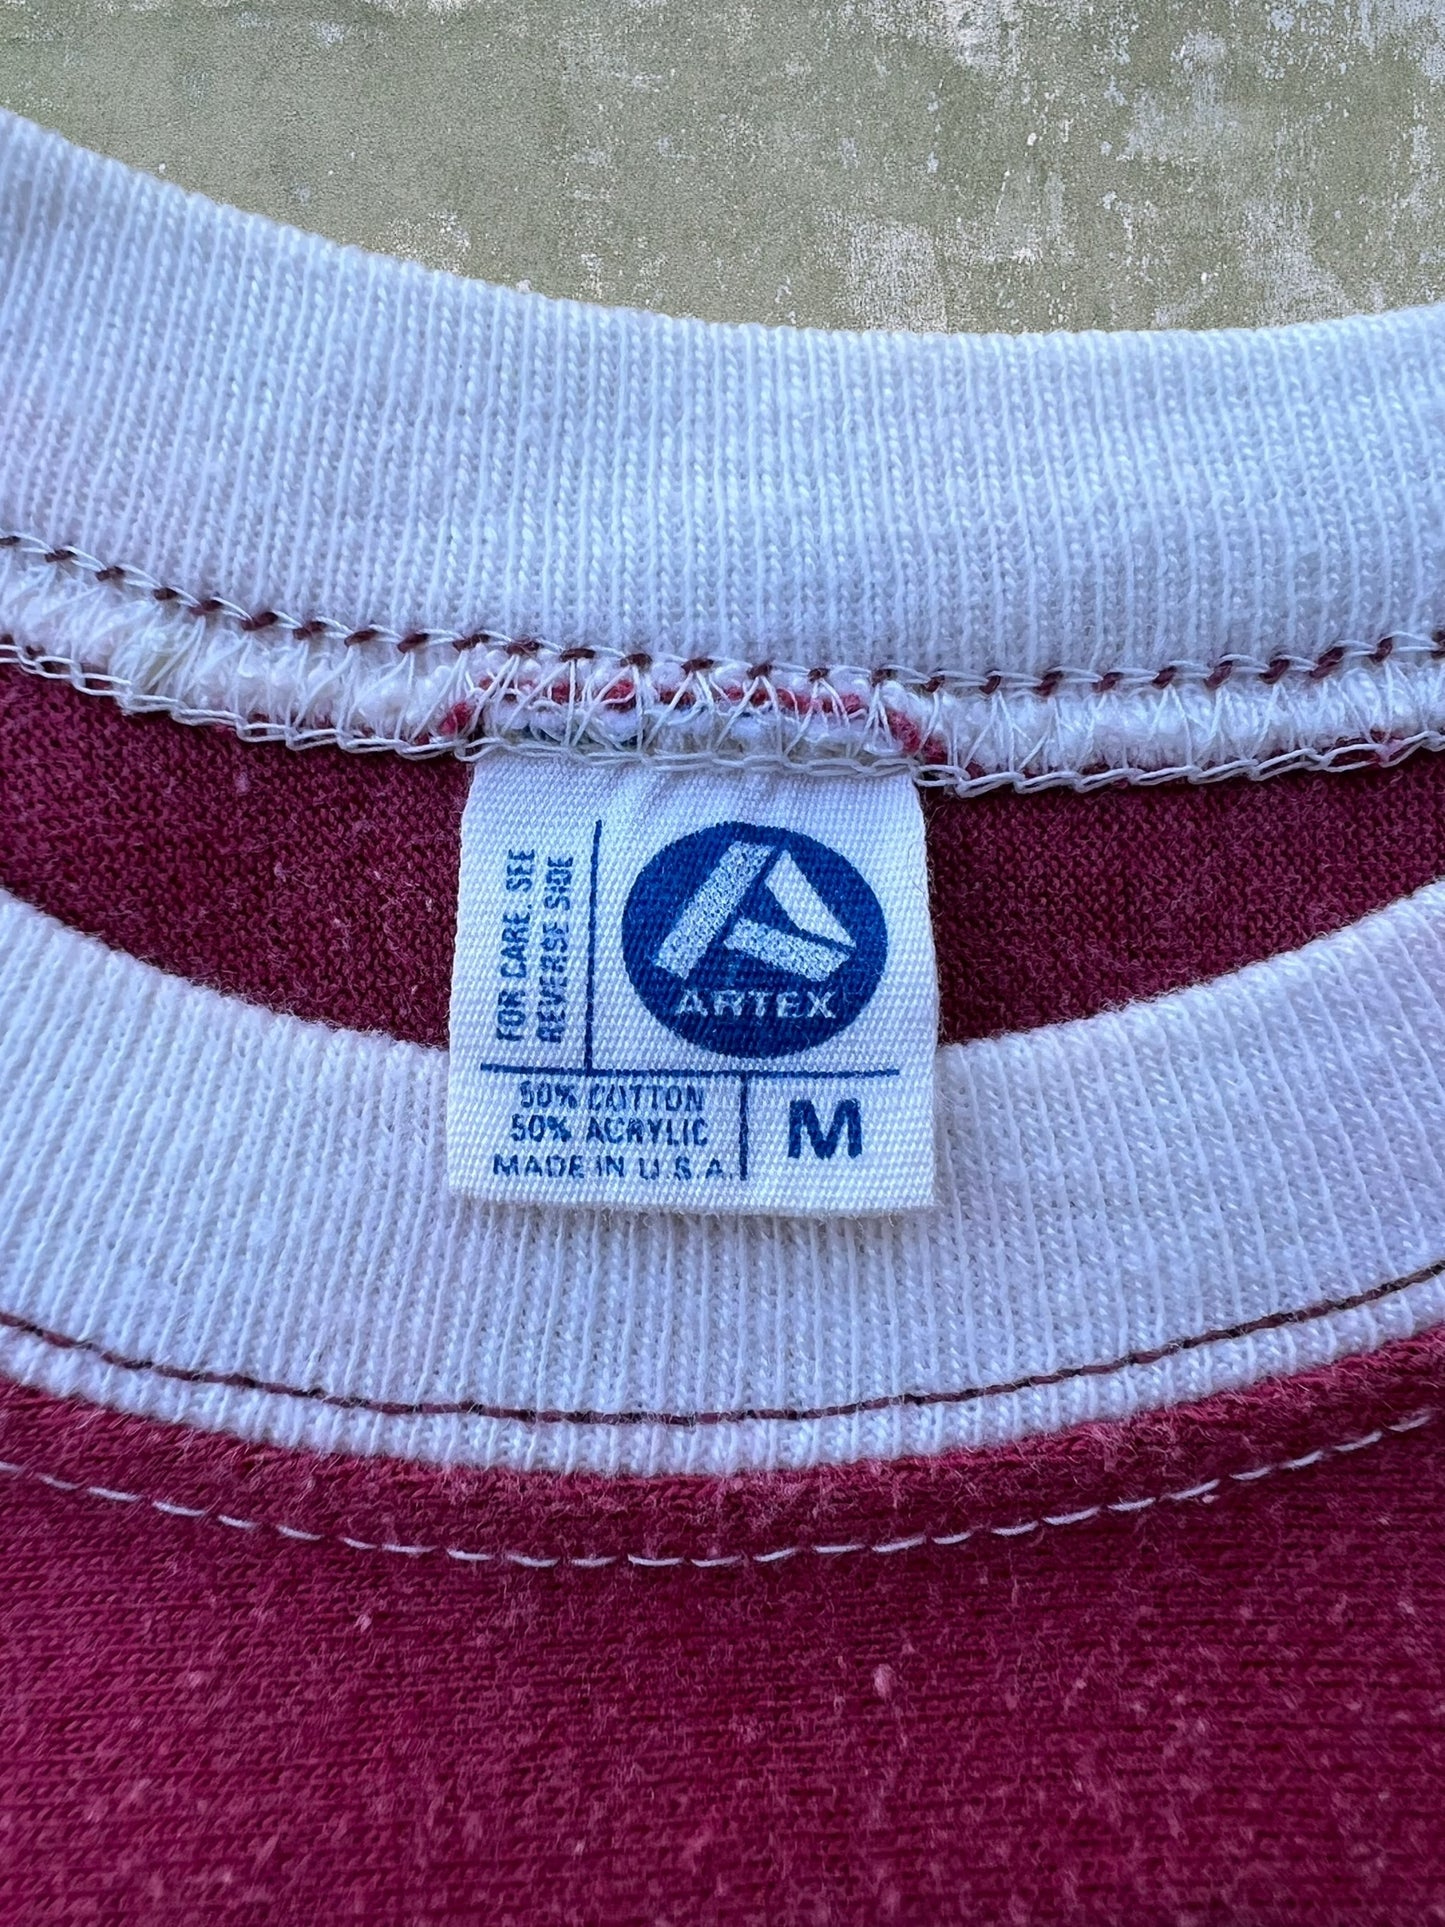 FOR CARE, SEE
REVERSE SIDE
ARTEX
50% COTTON
50% ACRYLIC
MADE IN U.S.A.
M